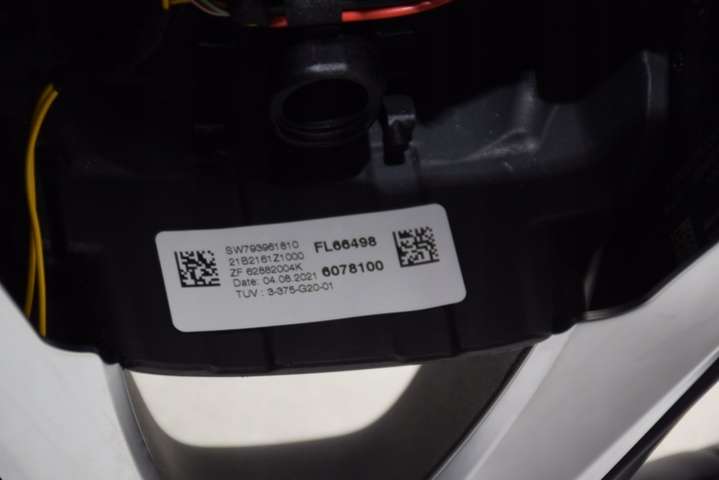 SW793961810
21B2161Z1000
ZF 62882004K
Date: 04.08.2021
TUV : 3-375-G20-01
FL66498
6078100